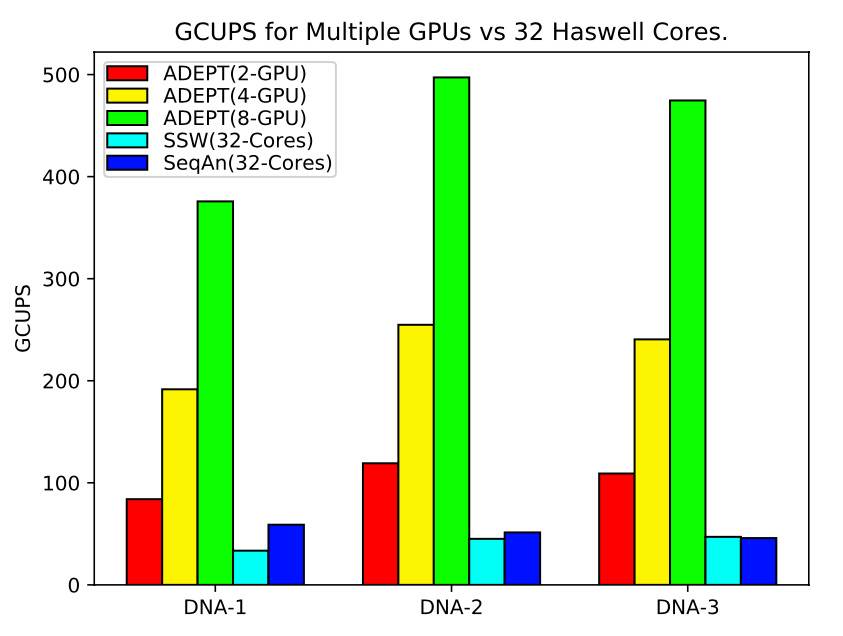 GCUPS for Multiple GPUs vs 32 Haswell Cores.
ADEPT(2-GPU)
ADEPT(4-GPU)
ADEPT(8-GPU)
SSW(32-Cores)
SeqAn(32-Cores)
GCUPS
500
400
300
200
100
0
DNA-1 DNA-2 DNA-3